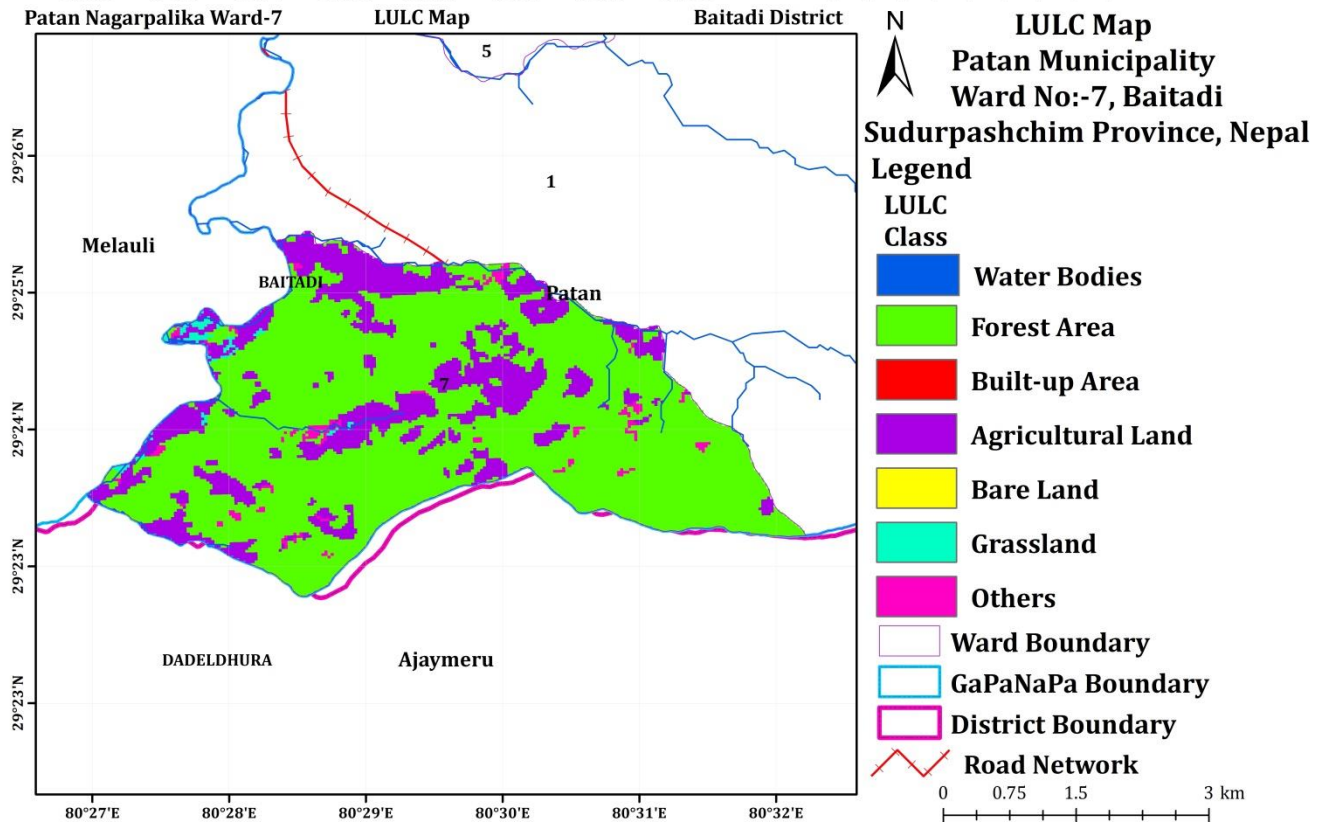 Patan Nagarpalika Ward-7 LULC Map Baitadi District
N
LULC Map
Patan Municipality
Ward No:-7, Baitadi
Sudurpashchim Province, Nepal
Legend
LULC
Class
Water Bodies
Forest Area
Built-up Area
Agricultural Land
Bare Land
Grassland
Others
Ward Boundary
GaPaNaPa Boundary
District Boundary
Road Network
0 0.75 1.5 3 km
5
1
Melauli
BAITADI
Patan
7
DADELDHURA
Ajaymeru
29°26'N
29°25'N
29°24'N
29°23'N
29°23'N
80°27'E 80°28'E 80°29'E 80°30'E 80°31'E 80°32'E